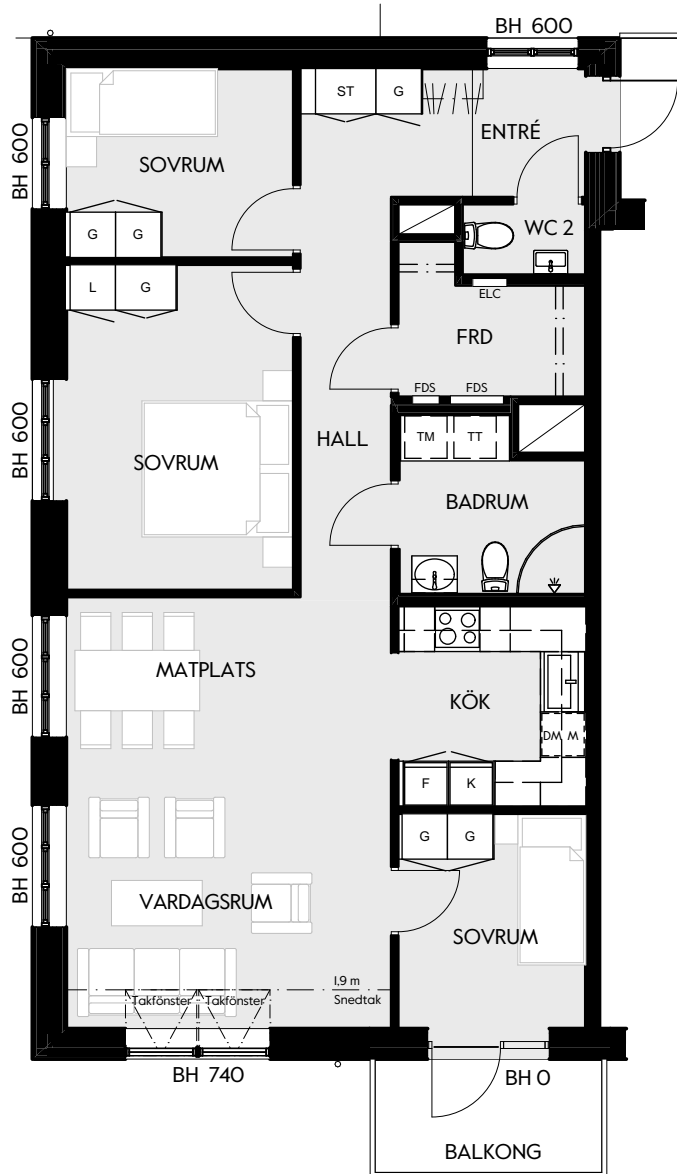 BH 600
ST
G
ENTRÉ
BH 600
SOVRUM
G
G
WC 2
L
G
ELC
FRD
FDS
FDS
BH 600
SOVRUM
HALL
TM
TT
BADRUM
BH 600
MATPLATS
KÖK
DM
M
F
K
BH 600
G
G
VARDAGSRUM
SOVRUM
1,9 m
Snedtak
Takfönster
Takfönster
BH 740
BH 0
BALKONG